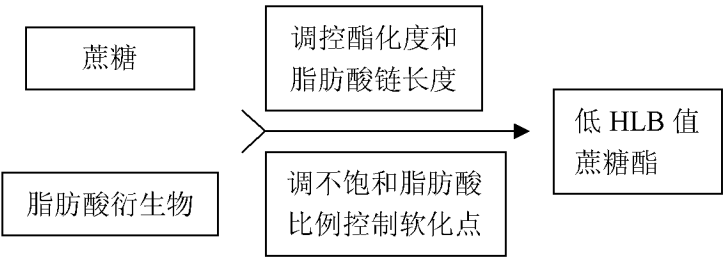 蔗糖
脂肪酸衍生物
调控酯化度和
脂肪酸链长度
调不饱和脂肪酸
比例控制软化点
低 HLB 值
蔗糖酯